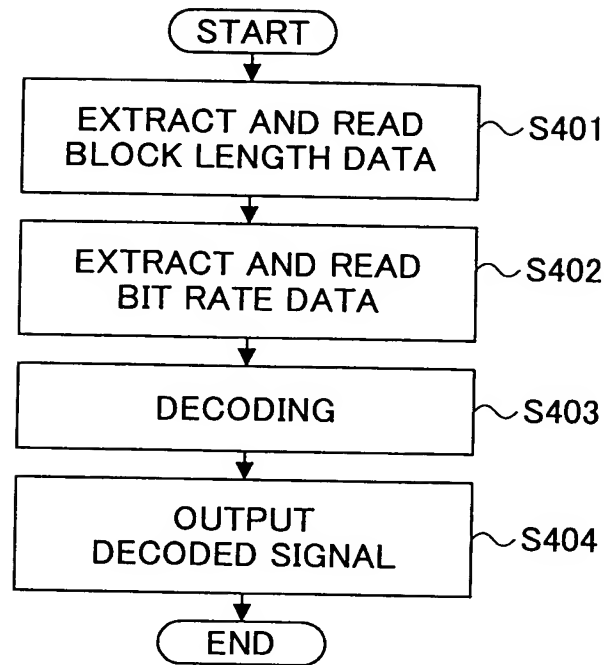 START
EXTRACT AND READ
BLOCK LENGTH DATA
S401
EXTRACT AND READ
BIT RATE DATA
S402
DECODING
S403
OUTPUT
DECODED SIGNAL
S404
END